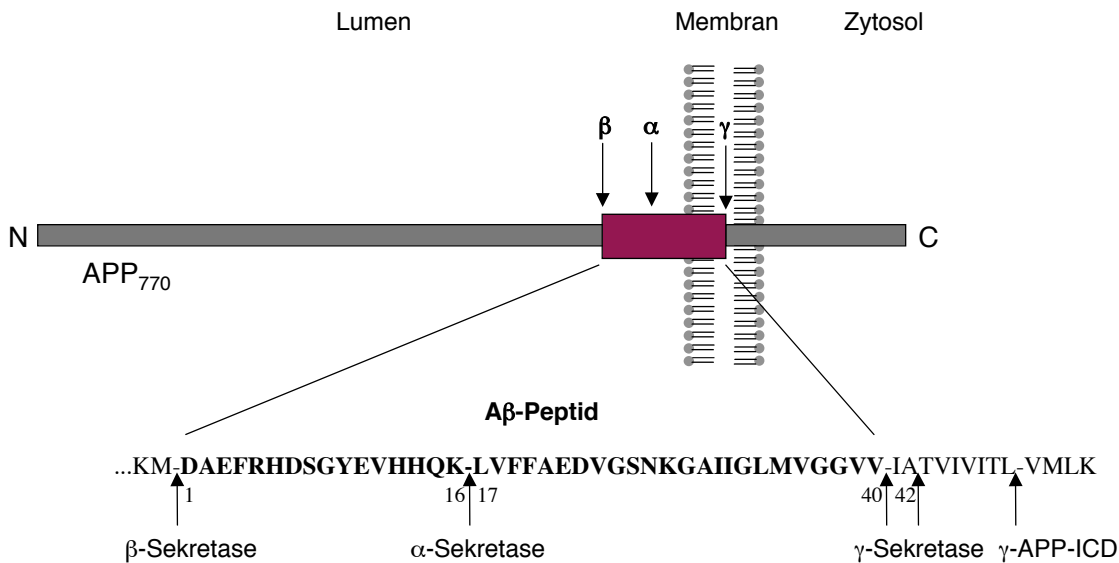 Lumen Membran Zytosol
β α γ
N C
APP770
Aβ-Peptid
...KM-DAEFRHDSGYEVHHQK-LVFFAEDVGSNKGAIIGLMVGGVV-IATVIVITL-VMLK
1 16 17 40 42
β-Sekretase α-Sekretase γ-Sekretase γ-APP-ICD